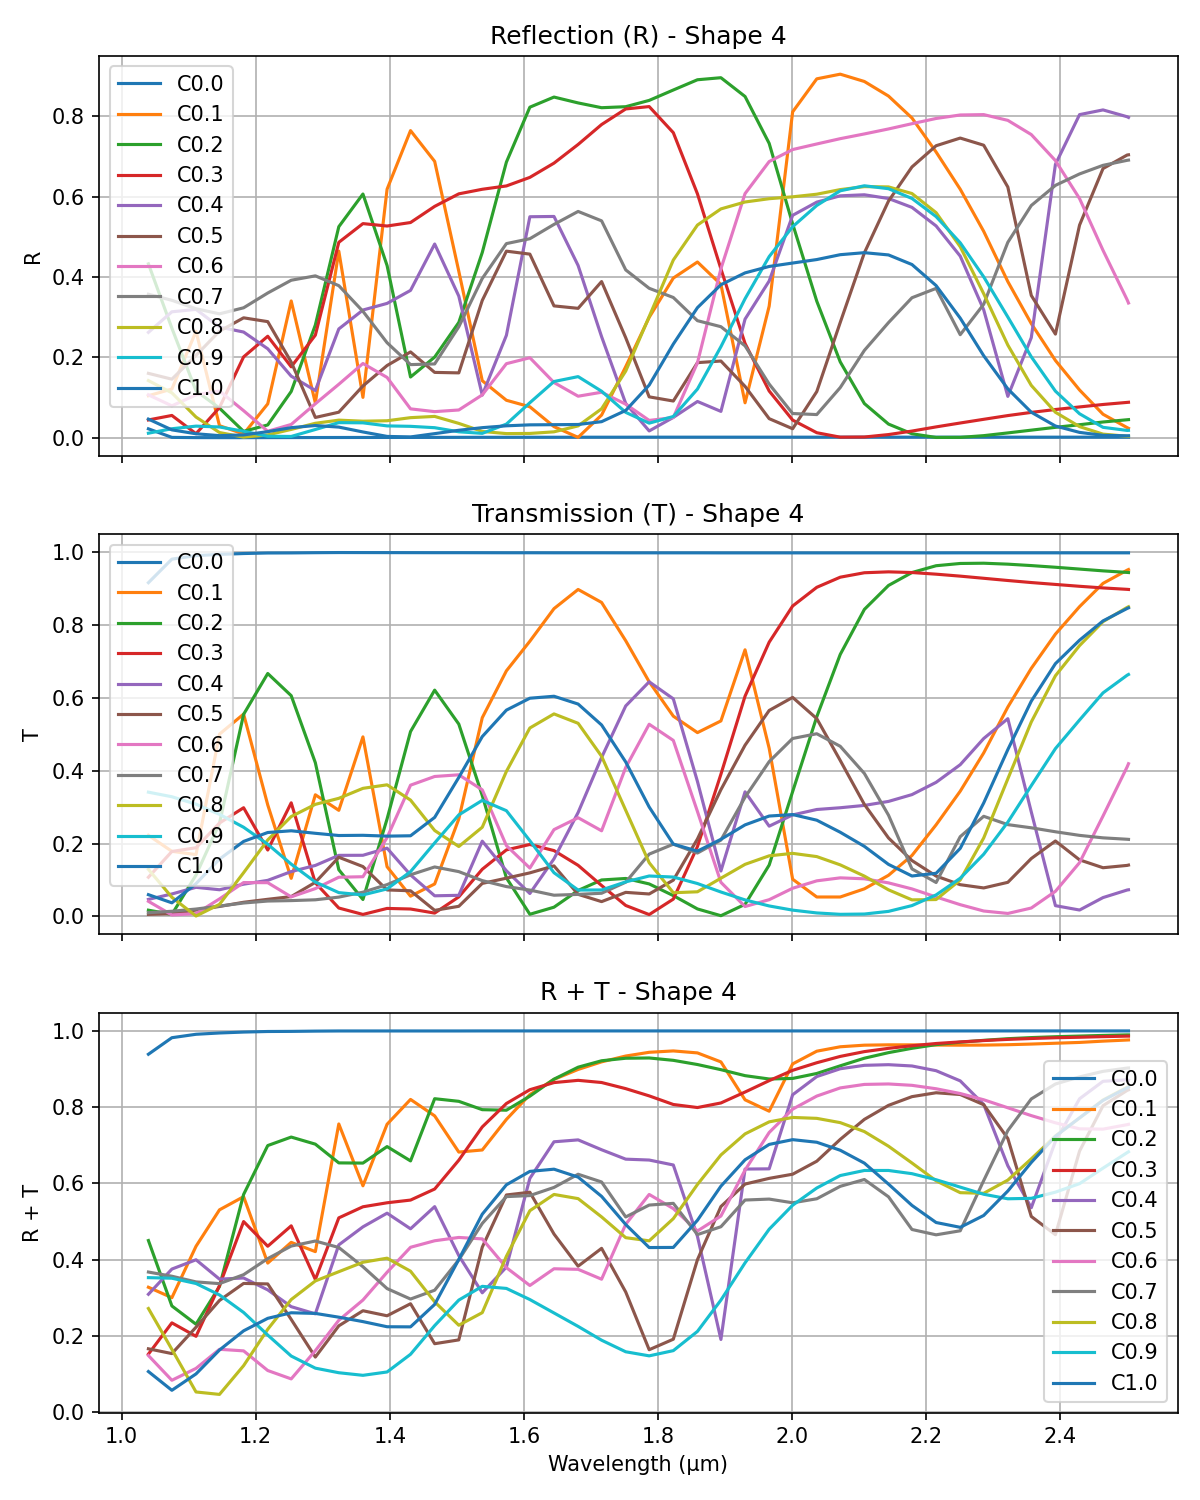 Reflection (R) - Shape 4
R
0.8
0.6
0.4
0.2
0.0
C0.0
C0.1
C0.2
C0.3
C0.4
C0.5
C0.6
C0.7
C0.8
C0.9
C1.0
Transmission (T) - Shape 4
T
1.0
0.8
0.6
0.4
0.2
0.0
C0.0
C0.1
C0.2
C0.3
C0.4
C0.5
C0.6
C0.7
C0.8
C0.9
C1.0
R + T - Shape 4
R + T
1.0
0.8
0.6
0.4
0.2
0.0
C0.0
C0.1
C0.2
C0.3
C0.4
C0.5
C0.6
C0.7
C0.8
C0.9
C1.0
1.0 1.2 1.4 1.6 1.8 2.0 2.2 2.4
Wavelength (μm)